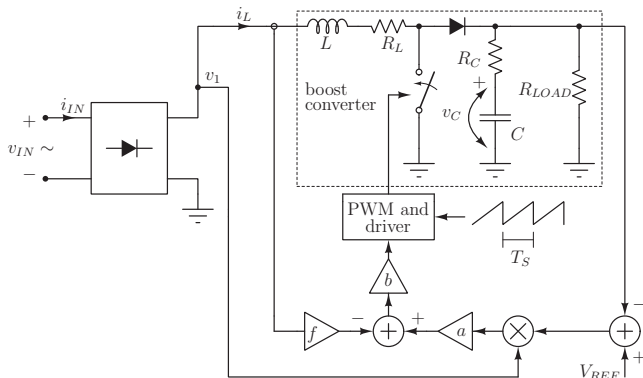 i_L
L
R_L
v_1
i_IN
+
v_IN ~
−
boost
converter
R_C
+
v_C
C
R_LOAD
PWM and
driver
T_S
b
f
−
+
+
a
×
−
+
V_REF
+